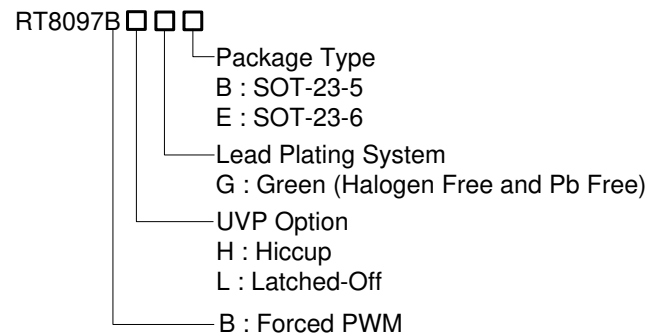 RT8097B□□□
Package Type
B : SOT-23-5
E : SOT-23-6
Lead Plating System
G : Green (Halogen Free and Pb Free)
UVP Option
H : Hiccup
L : Latched-Off
B : Forced PWM